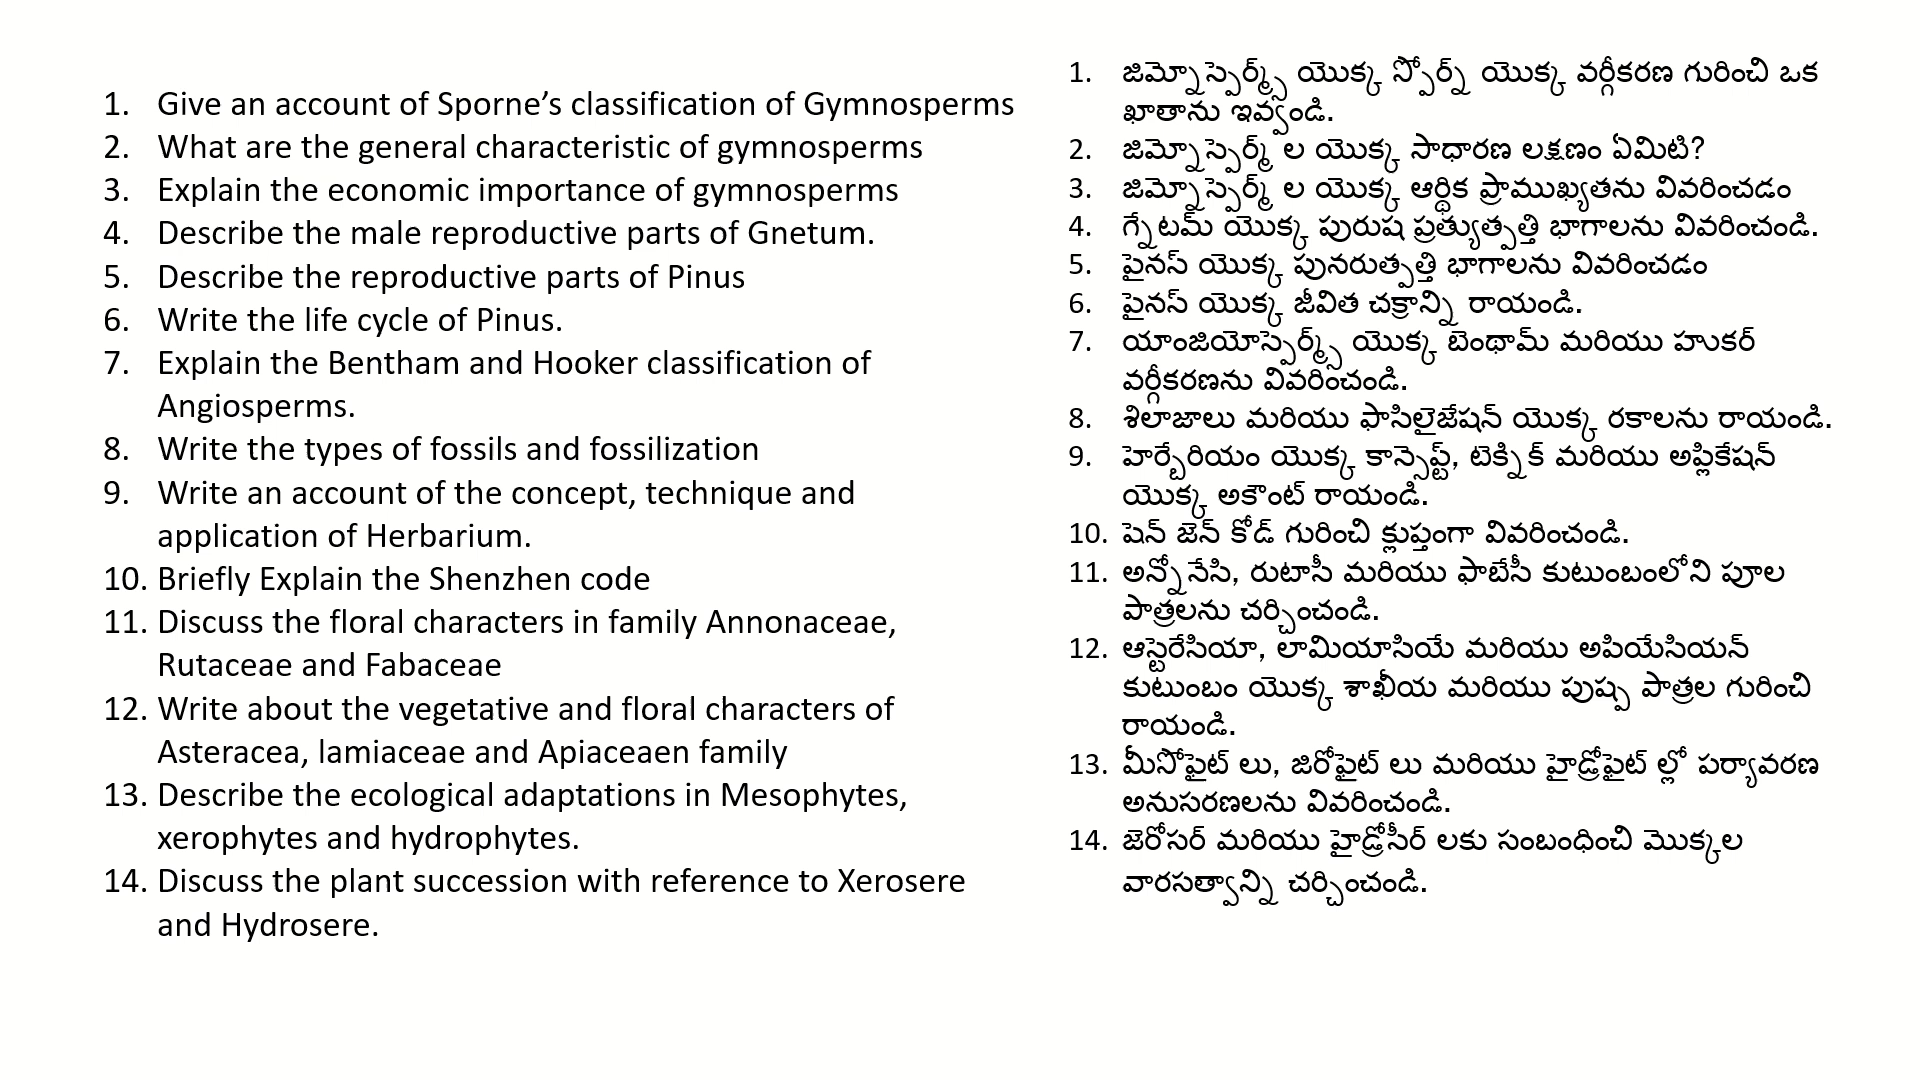 1. Give an account of Sporne’s classification of Gymnosperms
2. What are the general characteristic of gymnosperms
3. Explain the economic importance of gymnosperms
4. Describe the male reproductive parts of Gnetum.
5. Describe the reproductive parts of Pinus
6. Write the life cycle of Pinus.
7. Explain the Bentham and Hooker classification of
Angiosperms.
8. Write the types of fossils and fossilization
9. Write an account of the concept, technique and
application of Herbarium.
10. Briefly Explain the Shenzhen code
11. Discuss the floral characters in family Annonaceae,
Rutaceae and Fabaceae
12. Write about the vegetative and floral characters of
Asteracea, lamiaceae and Apiaceaen family
13. Describe the ecological adaptations in Mesophytes,
xerophytes and hydrophytes.
14. Discuss the plant succession with reference to Xerosere
and Hydrosere.
1. జిమ్నోస్పెర్మ్స్ యొక్క స్పోర్న్ యొక్క వర్గీకరణ గురించి ఒక
ఖాతాను ఇవ్వండి.
2. జిమ్నోస్పెర్మ్ ల యొక్క సాధారణ లక్షణం ఏమిటి?
3. జిమ్నోస్పెర్మ్ ల యొక్క ఆర్థిక ప్రాముఖ్యతను వివరించడం
4. గ్నేటమ్ యొక్క పురుష ప్రత్యుత్పత్తి భాగాలను వివరించండి.
5. పైనస్ యొక్క పునరుత్పత్తి భాగాలను వివరించడం
6. పైనస్ యొక్క జీవిత చక్రాన్ని రాయండి.
7. యాంజియోస్పెర్మ్స్ యొక్క బెంథామ్ మరియు హుకర్
వర్గీకరణను వివరించండి.
8. శిలాజాలు మరియు ఫాసిలైజేషన్ యొక్క రకాలను రాయండి.
9. హెర్బేరియం యొక్క కాన్సెప్ట్, టెక్నిక్ మరియు అప్లికేషన్
యొక్క అకౌంట్ రాయండి.
10. షెన్ జెన్ కోడ్ గురించి క్లుప్తంగా వివరించండి.
11. అన్నోనేసి, రుటాసీ మరియు ఫాబేసీ కుటుంబంలోని పూల
పాత్రలను చర్చించండి.
12. ఆస్టెరేసియా, లామియాసియే మరియు అపియేసియన్
కుటుంబం యొక్క శాఖీయ మరియు పుష్ప పాత్రల గురించి
రాయండి.
13. మీసోఫైట్ లు, జిరోఫైట్ లు మరియు హైడ్రోఫైట్ ల్లో పర్యావరణ
అనుసరణలను వివరించండి.
14. జెరోసర్ మరియు హైడ్రోసీర్ లకు సంబంధించి మొక్కల
వారసత్వాన్ని చర్చించండి.